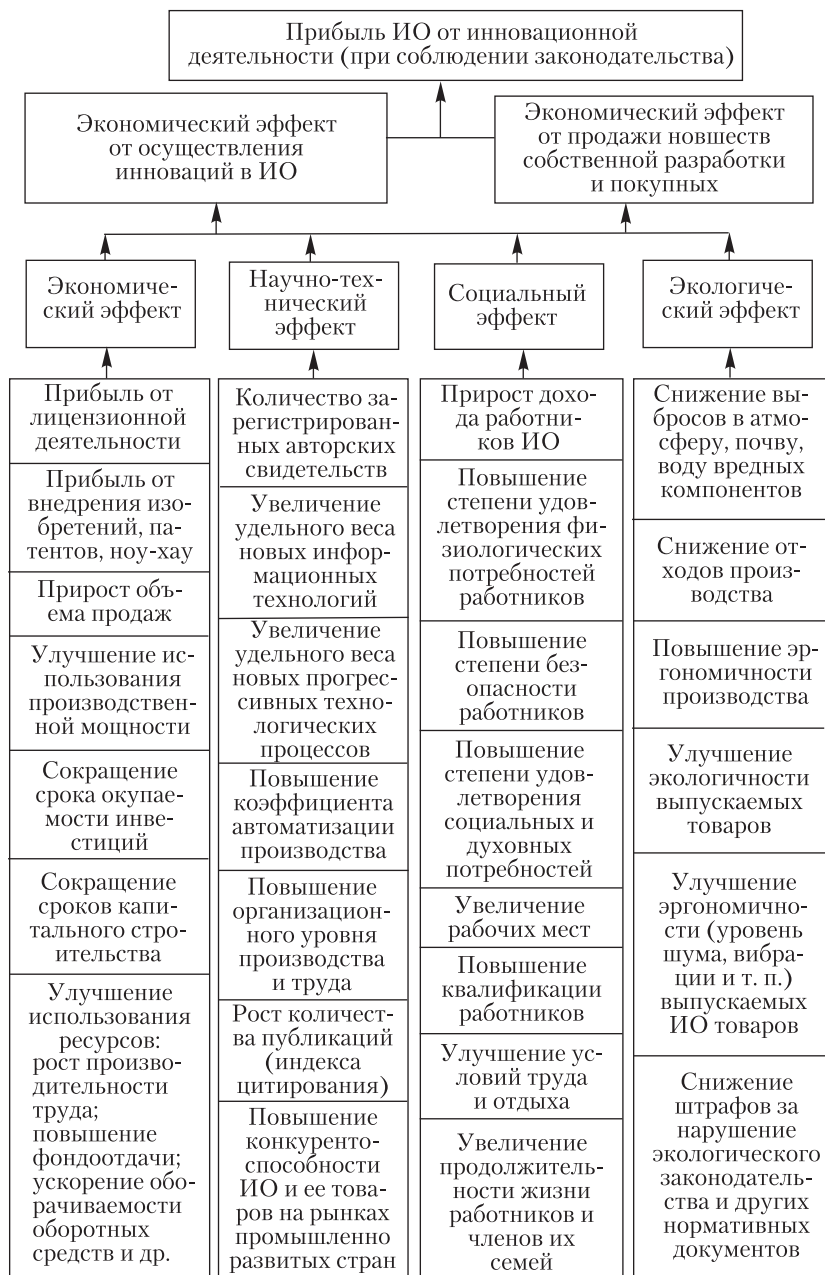 Прибыль ИО от инновационной
деятельности (при соблюдении законодательства)
Экономический эффект
от осуществления
инноваций в ИО
Экономический эффект
от продажи новшеств
собственной разработки
и покупных
Экономиче-
ский эффект
Научно-тех-
нический
эффект
Социальный
эффект
Экологиче-
ский эффект
Прибыль от
лицензионной
деятельности
Прибыль от
внедрения изо-
бретений, па-
тентов, ноу-хау
Прирост объ-
ема продаж
Улучшение ис-
пользования
производствен-
ной мощности
Сокращение
срока окупае-
мости инве-
стиций
Сокращение
сроков капи-
тального стро-
ительства
Улучшение
использования
ресурсов:
рост произво-
дительности
труда;
повышение
фондоотдачи;
ускорение обо-
рачиваемости
оборотных
средств и др.
Количество за-
регистрирован-
ных авторских
свидетельств
Увеличение
удельного веса
новых инфор-
мационных
технологий
Увеличение
удельного веса
новых прогрес-
сивных техно-
логических
процессов
Повышение
коэффициента
автоматизации
производства
Повышение
организацион-
ного уровня
производства
и труда
Рост количест-
ва публикаций
(индекса
цитирования)
Повышение
конкуренто-
способности
ИО и ее това-
ров на рынках
промышленно
развитых стран
Прирост дохо-
да работни-
ков ИО
Повышение
степени удов-
летворения физ-
иологических
потребностей
работников
Повышение
степени без-
опасности
работников
Повышение
степени удов-
летворения
социальных и
духовных
потребностей
Увеличение
рабочих мест
Повышение
квалификации
работников
Улучшение ус-
ловий труда
и отдыха
Увеличение
продолжитель-
ности жизни
работников и
членов их
семей
Снижение вы-
бросов в атмо-
сферу, почву,
воду вредных
компонентов
Снижение от-
ходов произ-
водства
Повышение эр-
гономичности
производства
Улучшение
экологичности
выпускаемых
товаров
Улучшение
эргономично-
сти (уровень
шума, вибра-
ции и т. п.)
выпускаемых
ИО товаров
Снижение
штрафов за
нарушение
экологического
законодатель-
ства и других
нормативных
документов